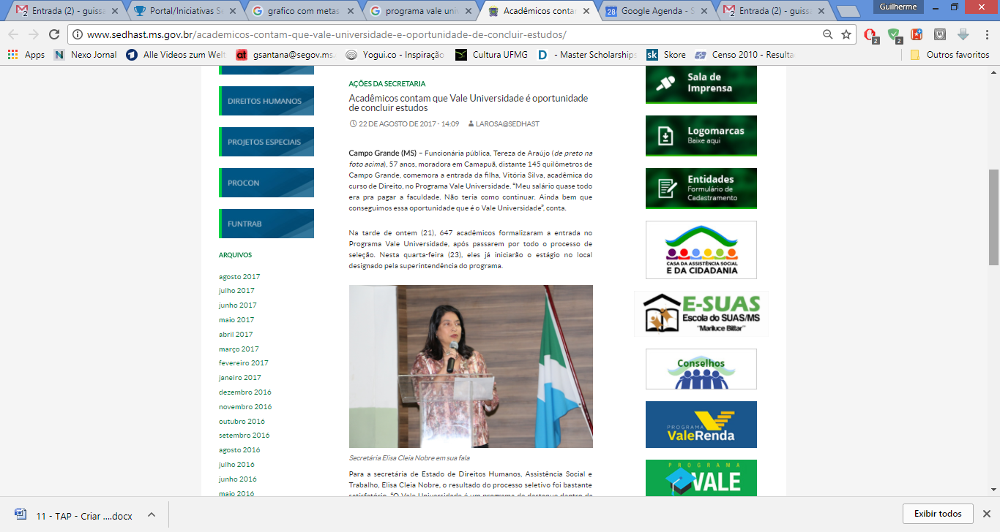 Entrada (2) - guissa
Portal/Iniciativas Se
grafico com metas
programa vale uni
Acadêmicos conta
Google Agenda - S
Entrada (2) - guissa
Guilherme
www.sedhast.ms.gov.br/academicos-contam-que-vale-universidade-e-oportunidade-de-concluir-estudos/
2
2
Apps
Nexo Jornal
Alle Videos zum Welt
gsantana@segov.ms.
Yogui.co - Inspiração
Cultura UFMG
- Master Scholarships
Skore
Censo 2010 - Resulta
Outros favoritos
DIREITOS HUMANOS
PROJETOS ESPECIAIS
PROCON
FUNTRAB
ARQUIVOS
agosto 2017
julho 2017
junho 2017
maio 2017
abril 2017
março 2017
fevereiro 2017
janeiro 2017
dezembro 2016
novembro 2016
outubro 2016
setembro 2016
agosto 2016
julho 2016
junho 2016
maio 2016
AÇÕES DA SECRETARIA
Acadêmicos contam que Vale Universidade é oportunidade
de concluir estudos
22 DE AGOSTO DE 2017 - 14:09 LAROSA@SEDHAST
Campo Grande (MS) – Funcionária pública, Tereza de Araújo (de preto na
foto acima), 57 anos, moradora em Camapuã, distante 145 quilômetros de
Campo Grande, comemora a entrada da filha, Vitória Silva, acadêmica do
curso de Direito, no Programa Vale Universidade. “Meu salário quase todo
era pra pagar a faculdade. Não teria como continuar. Ainda bem que
conseguimos essa oportunidade que é o Vale Universidade”, conta.
Na tarde de ontem (21), 647 acadêmicos formalizaram a entrada no
Programa Vale Universidade, após passarem por todo o processo de
seleção. Nesta quarta-feira (23), eles já iniciarão o estágio no local
designado pela superintendência do programa.
Secretária Elisa Cleia Nobre em sua fala
Para a secretária de Estado de Direitos Humanos, Assistência Social e
Trabalho, Elisa Cleia Nobre, o resultado do processo seletivo foi bastante
satisfatório. “O Vale Universidade é um programa de destaque dentro da
Sala de
Imprensa
Logomarcas
Baixe aqui
Entidades
Formulário de
Cadastramento
CASA DA ASSISTÊNCIA SOCIAL
E DA CIDADANIA
E-SUAS
Escola do SUAS/MS
"Mariluce Bittar"
Conselhos
PROGRAMA
ValeRenda
PROGRAMA
VALE
11 - TAP - Criar ....docx
Exibir todos